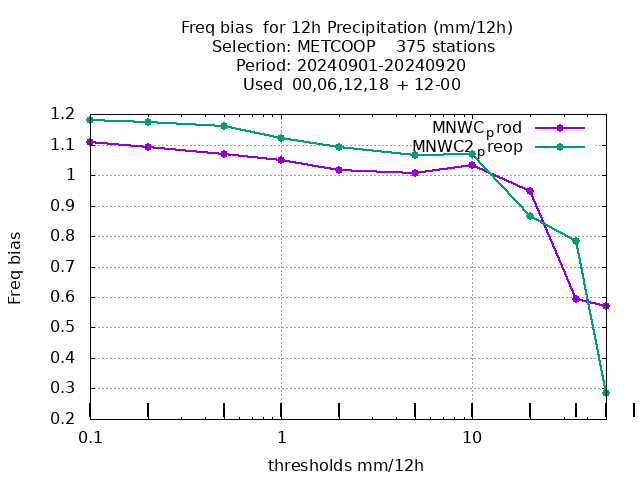 Freq bias  for 12h Precipitation (mm/12h)
Selection: METCOOP    375 stations
Period: 20240901-20240920
Used  00,06,12,18  + 12-00
MNWCprod
MNWC2preop
1.2
1.1
1
0.9
0.8
0.7
0.6
0.5
0.4
0.3
0.2
Freq bias
0.1 1 10
thresholds mm/12h